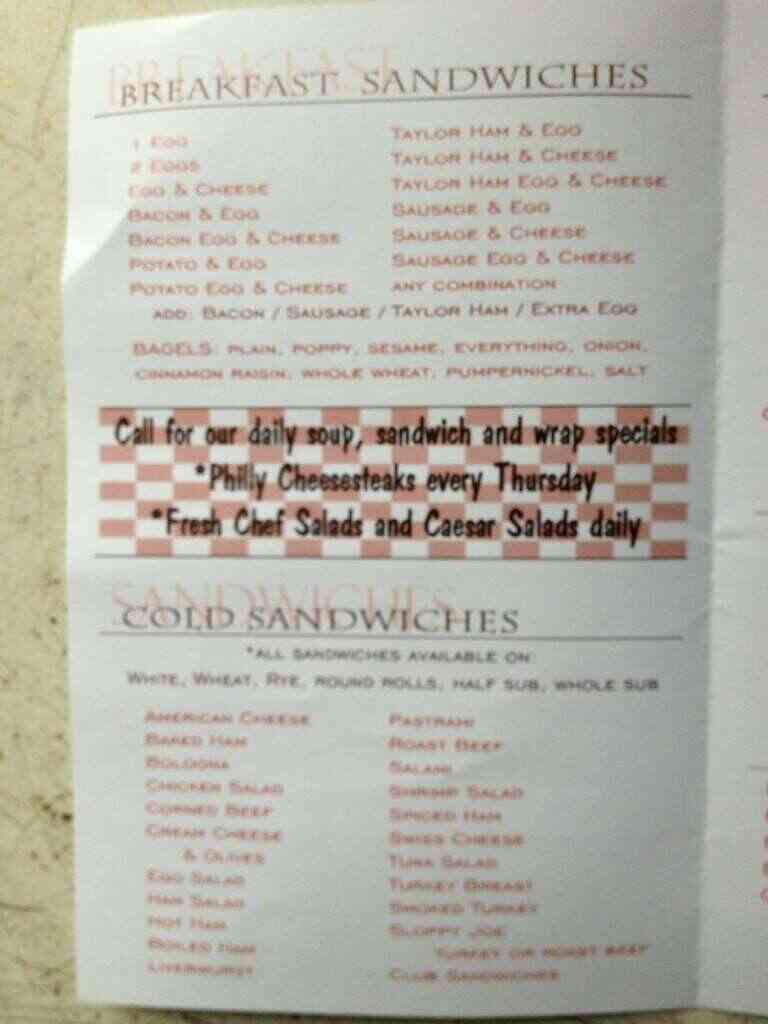 BREAKFAST
BREAKFAST SANDWICHES
1 EGG
2 EGGS
EGG & CHEESE
BACON & EGG
BACON EGG & CHEESE
POTATO & EGG
POTATO EGG & CHEESE
TAYLOR HAM & EGG
TAYLOR HAM & CHEESE
TAYLOR HAM EGG & CHEESE
SAUSAGE & EGG
SAUSAGE & CHEESE
SAUSAGE EGG & CHEESE
ANY COMBINATION
ADD: BACON / SAUSAGE / TAYLOR HAM / EXTRA EGG
BAGELS: PLAIN, POPPY, SESAME, EVERYTHING, ONION,
CINNAMON RAISIN, WHOLE WHEAT, PUMPERNICKEL, SALT
Call for our daily soup, sandwich and wrap specials
*Philly Cheesesteaks every Thursday
*Fresh Chef Salads and Caesar Salads daily
SANDWICHES
COLD SANDWICHES
*ALL SANDWICHES AVAILABLE ON:
WHITE, WHEAT, RYE, ROUND ROLLS, HALF SUB, WHOLE SUB
AMERICAN CHEESE
BAKED HAM
BOLOGNA
CHICKEN SALAD
CORNED BEEF
CREAM CHEESE
& OLIVES
EGG SALAD
HAM SALAD
HOT HAM
BOILED HAM
LIVERWURST
PASTRAMI
ROAST BEEF
SALAMI
SHRIMP SALAD
SPICED HAM
SWISS CHEESE
TUNA SALAD
TURKEY BREAST
SMOKED TURKEY
SLOPPY JOE
TURKEY OR ROAST BEEF
CLUB SANDWICHES